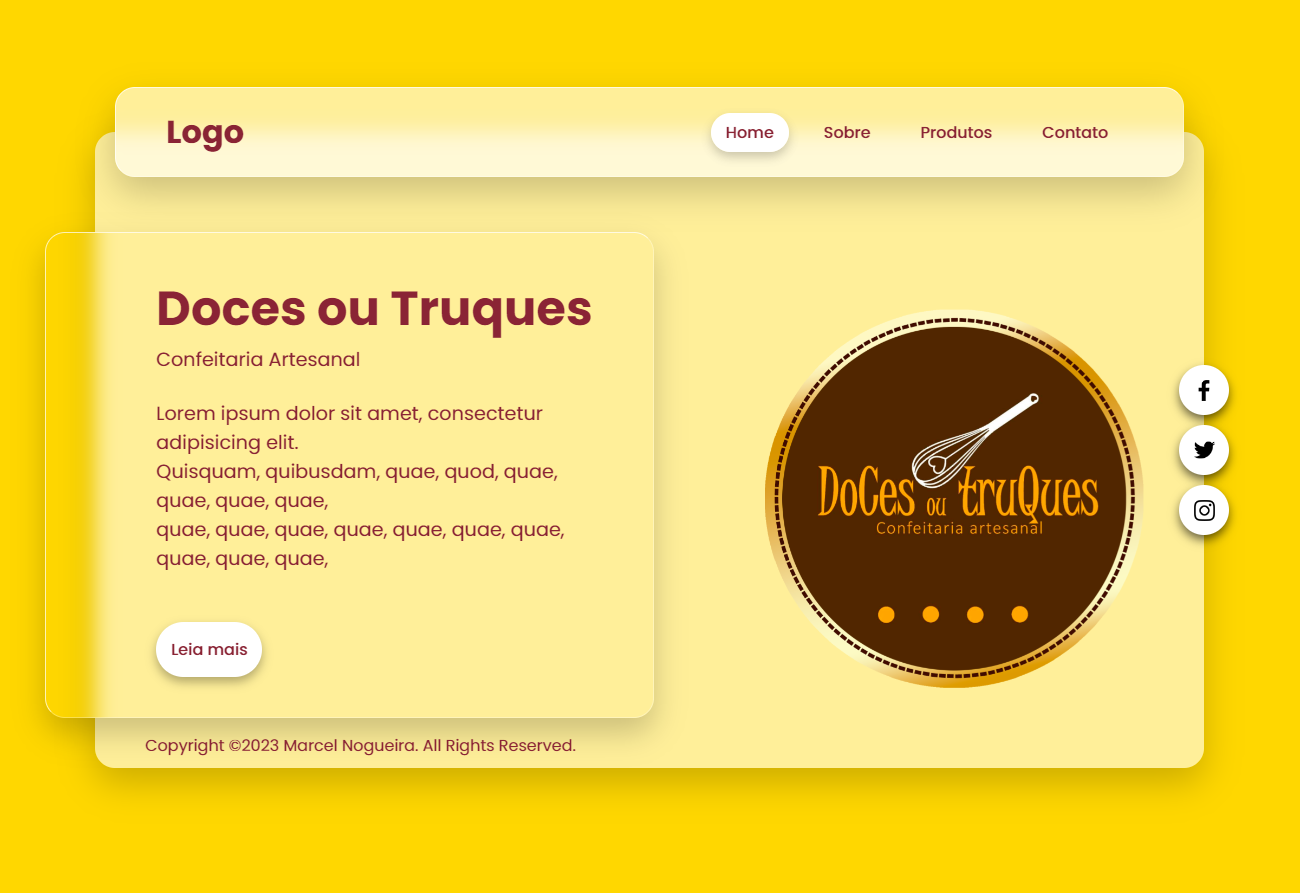 Logo
Home Sobre Produtos Contato
Doces ou Truques
Confeitaria Artesanal
Lorem ipsum dolor sit amet, consectetur
adipisicing elit.
Quisquam, quibusdam, quae, quod, quae,
quae, quae, quae,
quae, quae, quae, quae, quae, quae, quae,
quae, quae, quae,
Leia mais
DoCes ou truQues
Confeitaria artesanal
Copyright ©2023 Marcel Nogueira. All Rights Reserved.